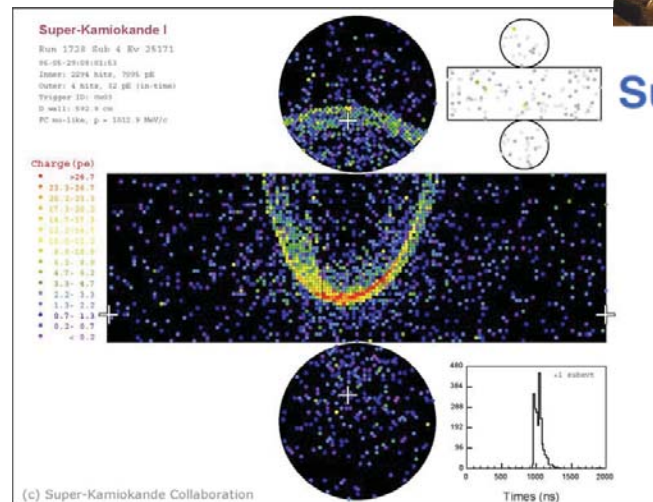 Super-Kamiokande I
Run 1728 Sub 4 Ev 25171
96-05-29:08:01:53
Inner: 2294 hits, 7095 pE
Outer: 4 hits, 32 pE (in-time)
Trigger ID: 0x03
D wall: 592.9 cm
FC mu-like, p = 1032.9 MeV/c
Su
Charge(pe)
>26.7
23.3-26.7
20.2-23.3
17.3-20.2
14.7-17.3
12.2-14.7
10.0-12.2
8.0-10.0
6.2- 8.0
4.7- 6.2
3.3- 4.7
2.2- 3.3
1.3- 2.2
0.7- 1.3
0.2- 0.7
< 0.2
480
384
288
192
96
0
0
500
1000
1500
2000
Times (ns)
(c) Super-Kamiokande Collaboration